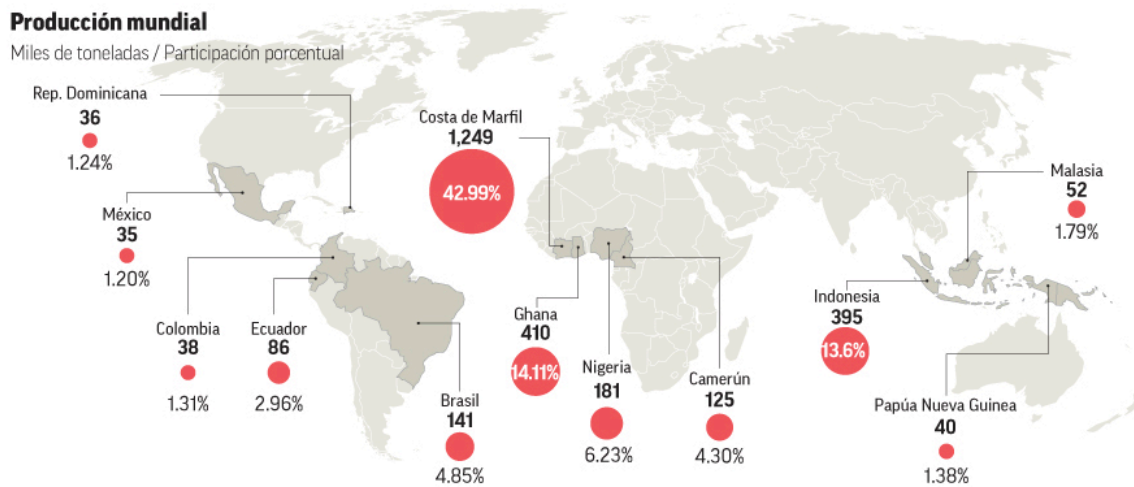 Producción mundial
Miles de toneladas / Participación porcentual
Rep. Dominicana
36
1.24%
México
35
1.20%
Colombia
38
1.31%
Ecuador
86
2.96%
Brasil
141
4.85%
Costa de Marfil
1,249
42.99%
Ghana
410
14.11%
Nigeria
181
6.23%
Camerún
125
4.30%
Indonesia
395
13.6%
Malasia
52
1.79%
Papúa Nueva Guinea
40
1.38%